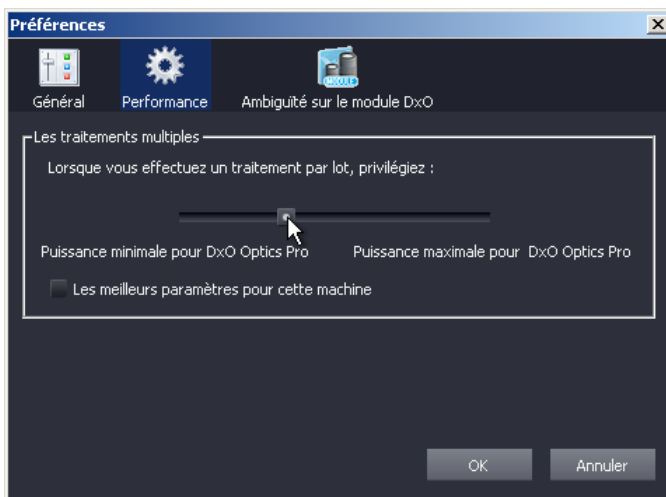 Préférences
Général
Performance
Ambiguïté sur le module DxO
Les traitements multiples
Lorsque vous effectuez un traitement par lot, privilégiez :
Puissance minimale pour DxO Optics Pro
Puissance maximale pour DxO Optics Pro
Les meilleurs paramètres pour cette machine
OK
Annuler